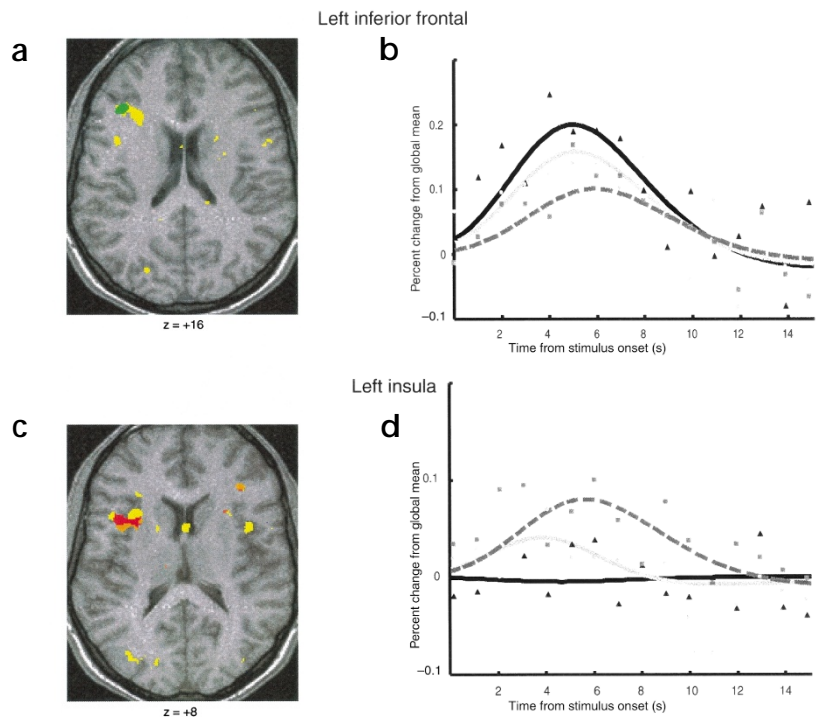 Left inferior frontal
a
z = +16
b
Percent change from global mean
0.2
0.1
0
–0.1
2 4 6 8 10 12 14
Time from stimulus onset (s)
Left insula
c
z = +8
d
Percent change from global mean
0.1
0
–0.1
2 4 6 8 10 12 14
Time from stimulus onset (s)